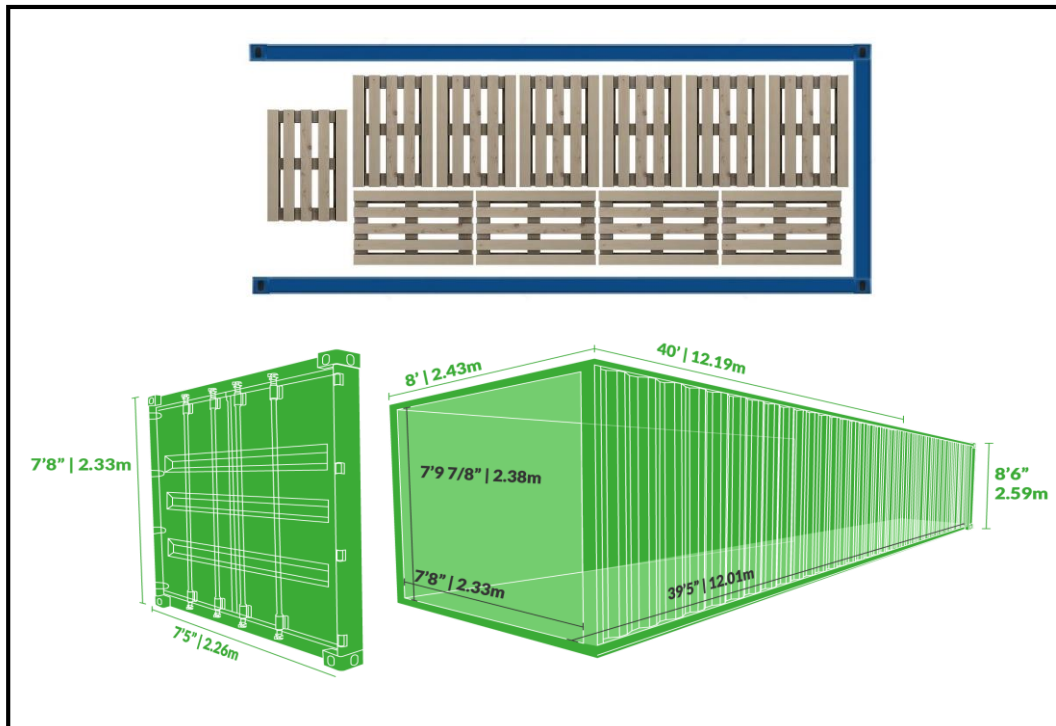 8' | 2.43m
40' | 12.19m
7'8" | 2.33m
7'9 7/8" | 2.38m
8'6"
2.59m
7'8" | 2.33m
39'5" | 12.01m
7'5" | 2.26m